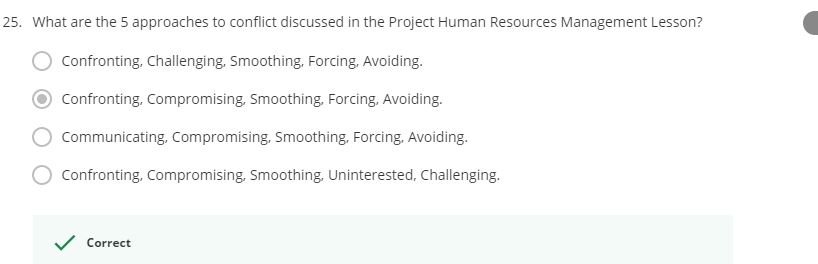 25. What are the 5 approaches to conflict discussed in the Project Human Resources Management Lesson?
Confronting, Challenging, Smoothing, Forcing, Avoiding.
Confronting, Compromising, Smoothing, Forcing, Avoiding.
Communicating, Compromising, Smoothing, Forcing, Avoiding.
Confronting, Compromising, Smoothing, Uninterested, Challenging.
Correct